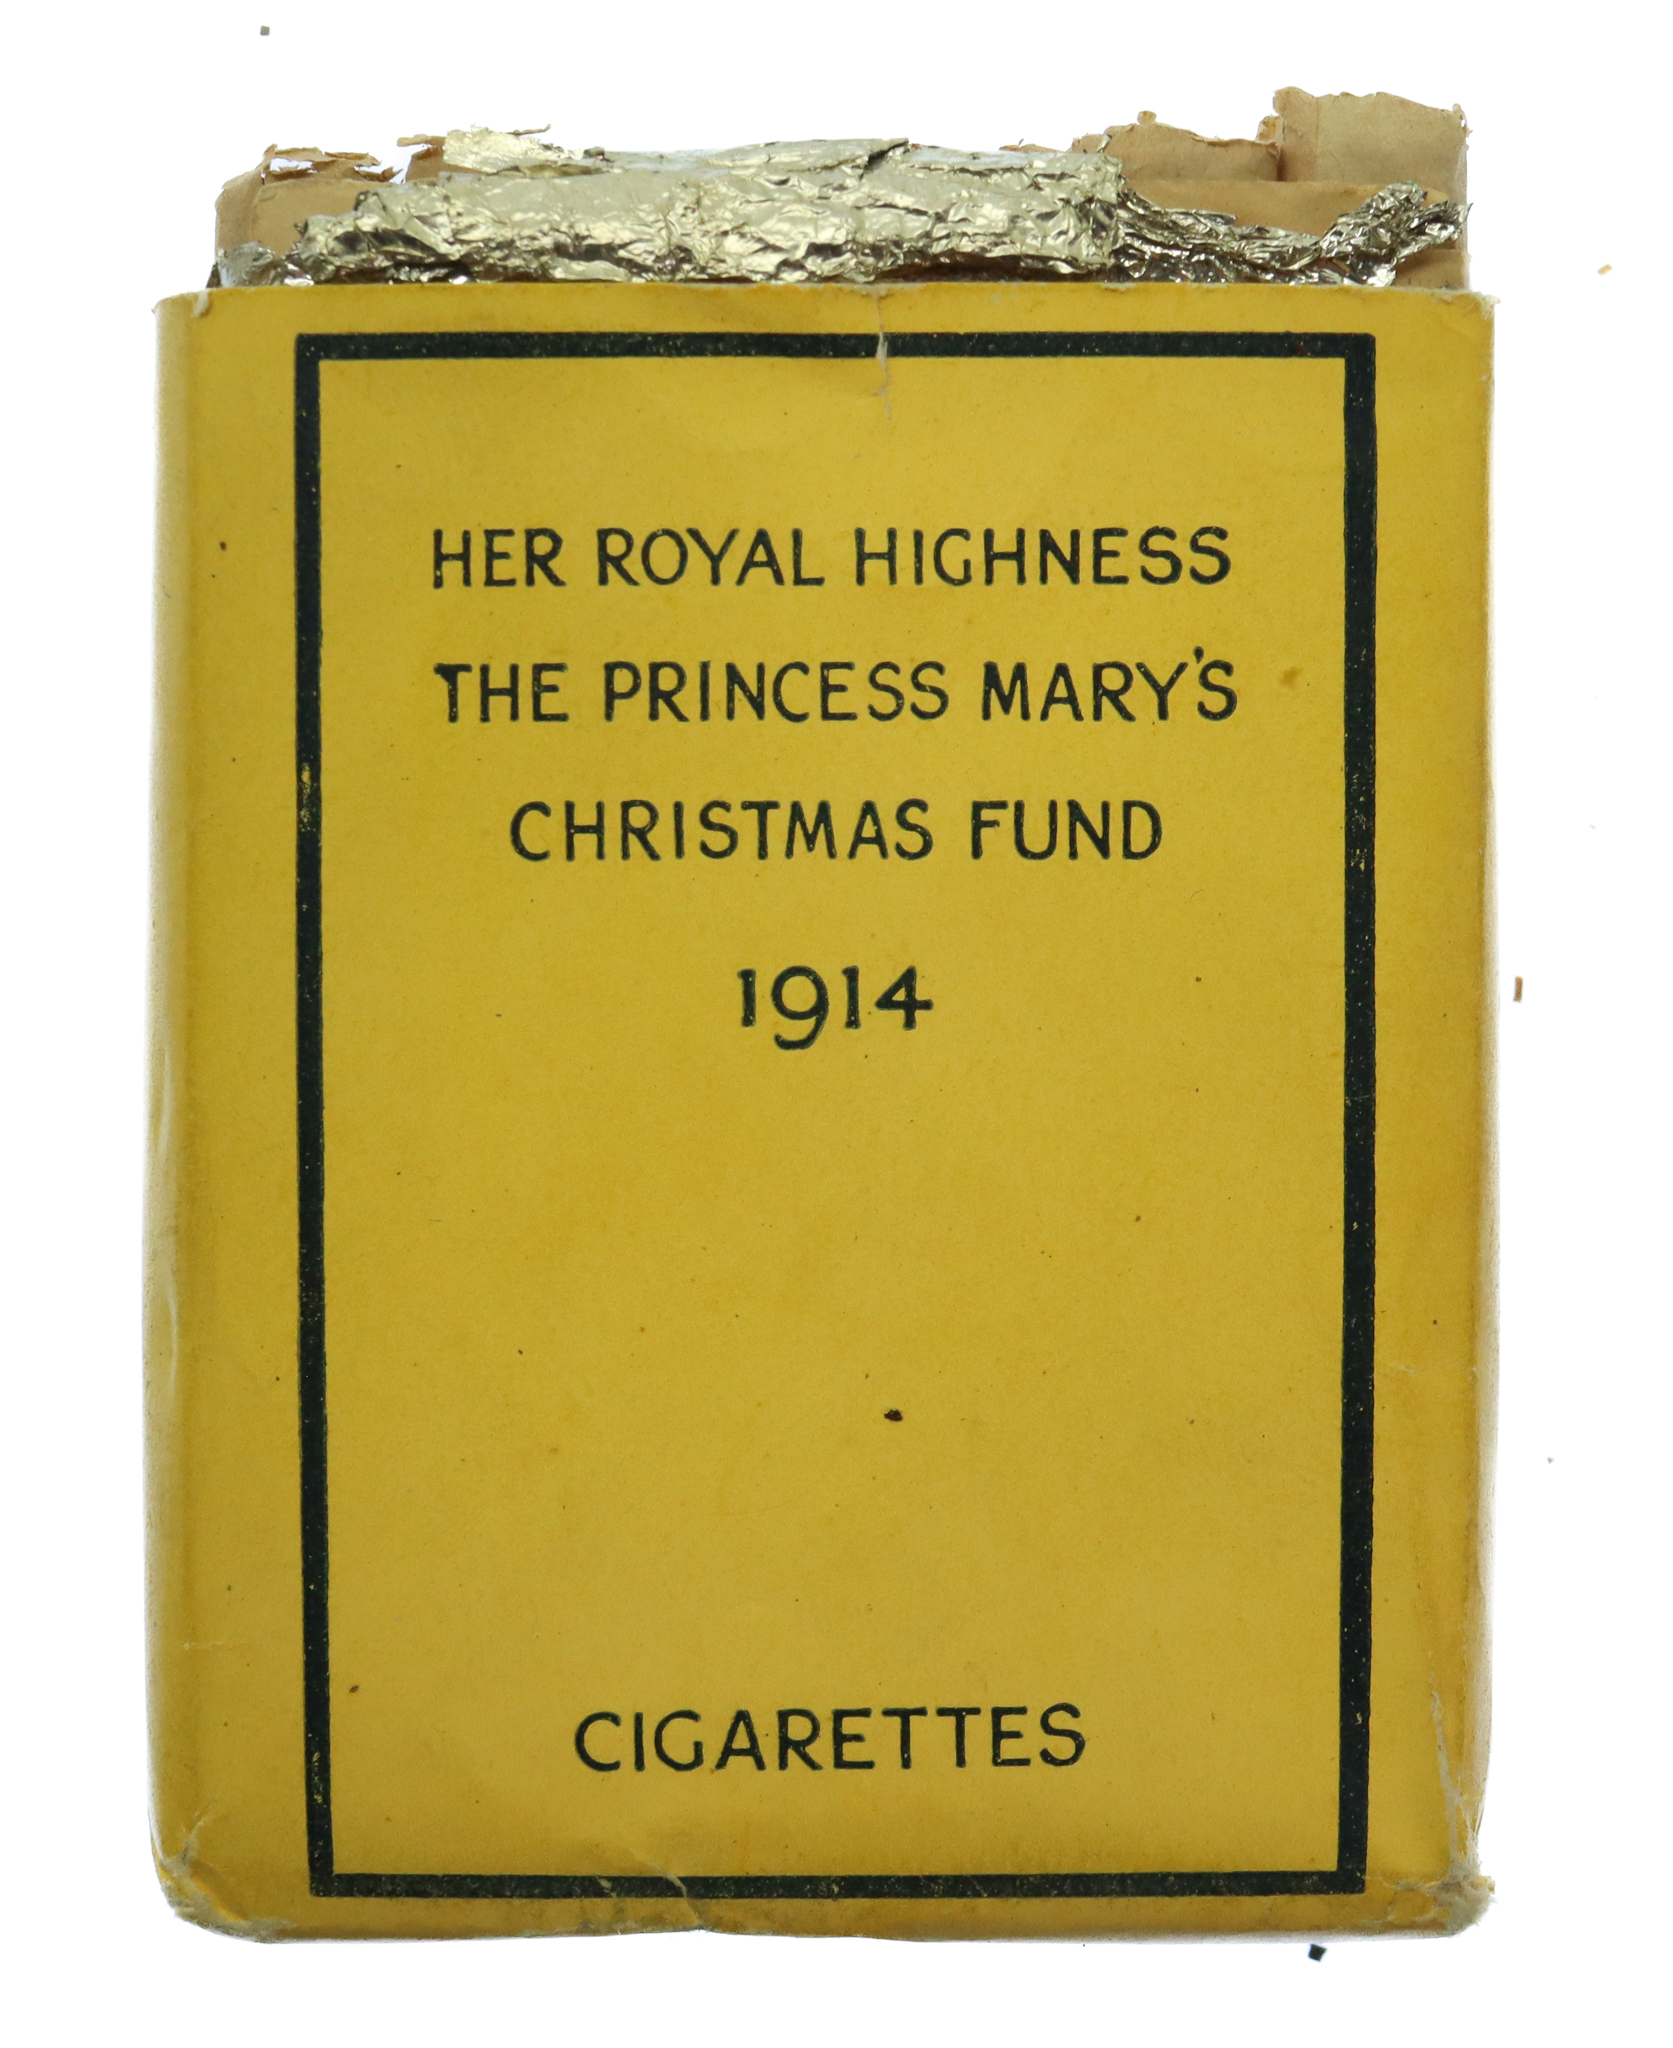 HER ROYAL HIGHNESS
THE PRINCESS MARY'S
CHRISTMAS FUND
1914
CIGARETTES